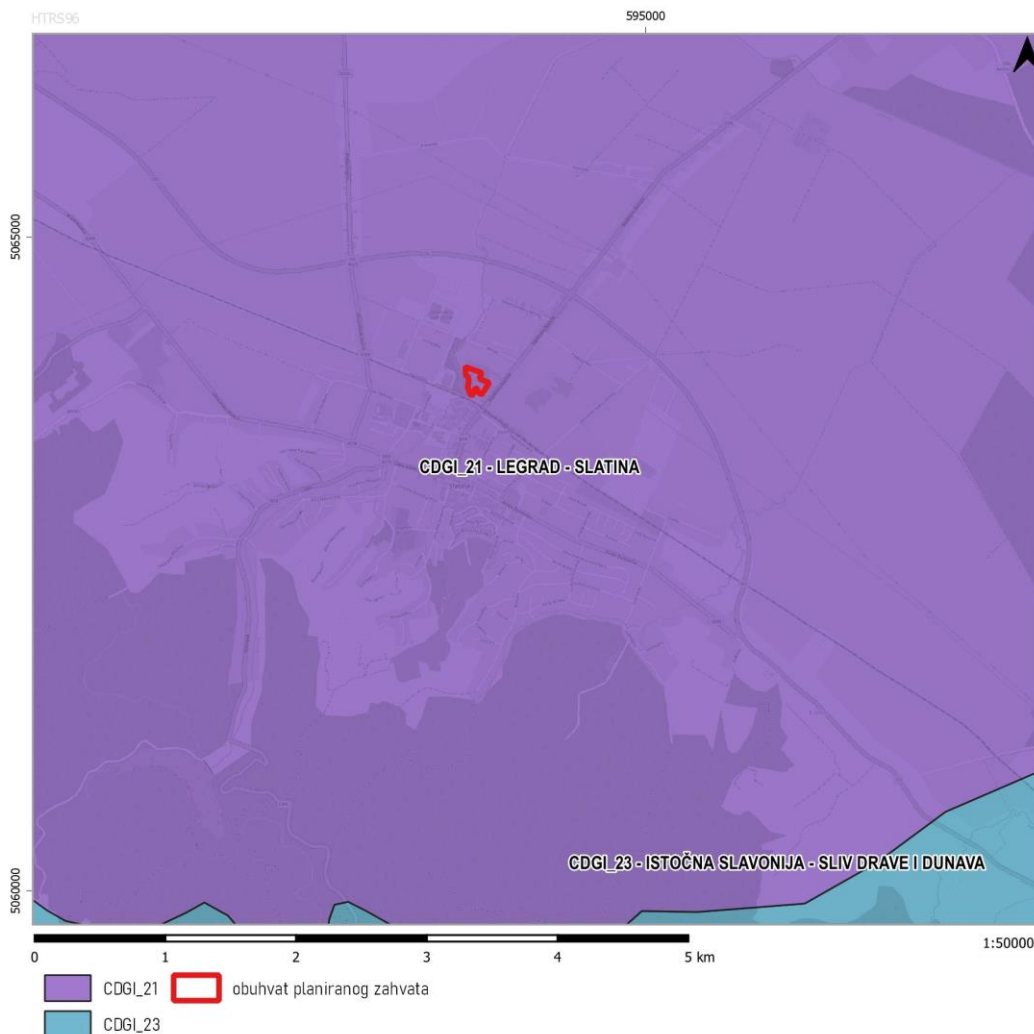 HTRS96
595000
5065000
CDGI_21 - LEGRAD - SLATINA
CDGI_23 - ISTOČNA SLAVONIJA - SLIV DRAVE I DUNAVA
5060000
0 1 2 3 4 5 km
1:50000
CDGI_21
obuhvat planiranog zahvata
CDGI_23